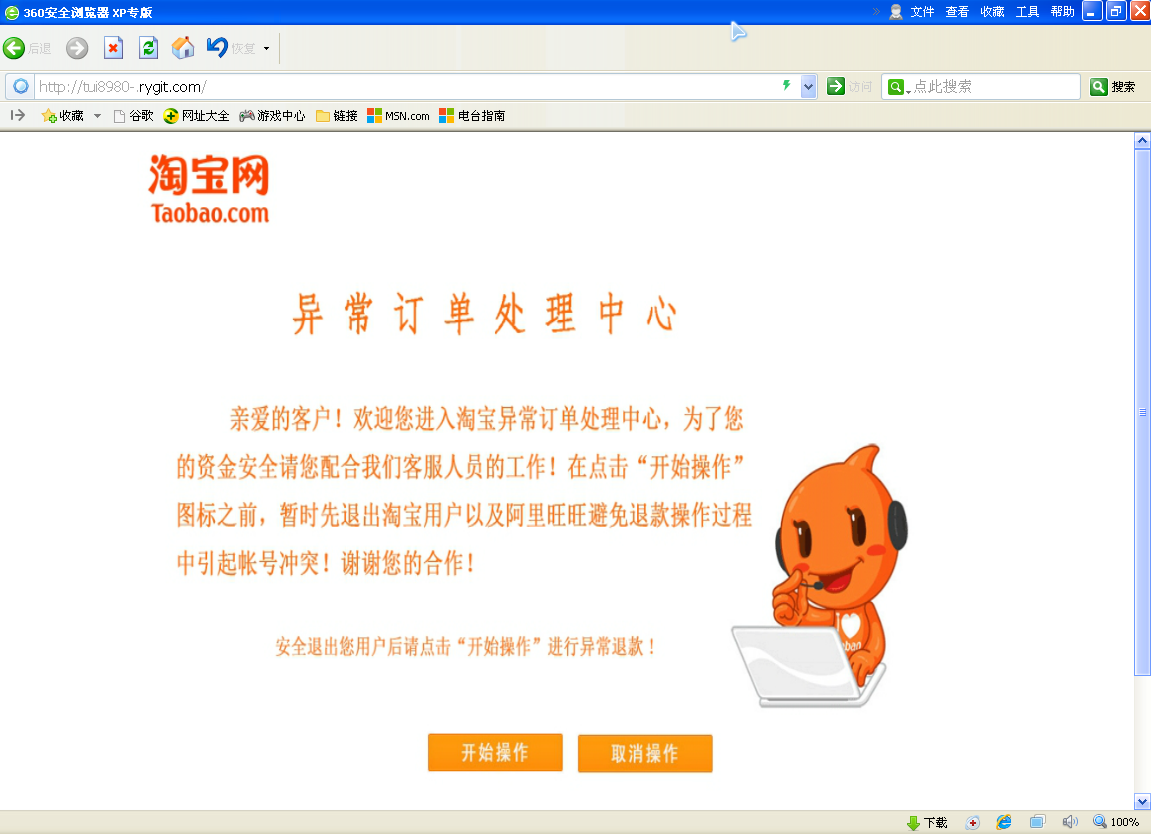 360安全浏览器 XP专版
» 文件 查看 收藏 工具 帮助
后退 恢复
http://tui8980-.rygit.com/ 访问 点此搜索 搜索
收藏 谷歌 网址大全 游戏中心 链接 MSN.com 电台指南
淘宝网
Taobao.com
异常订单处理中心
亲爱的客户！欢迎您进入淘宝异常订单处理中心，为了您
的资金安全请您配合我们客服人员的工作！在点击“开始操作”
图标之前，暂时先退出淘宝用户以及阿里旺旺避免退款操作过程
中引起帐号冲突！谢谢您的合作！
安全退出您用户后请点击“开始操作”进行异常退款！
开始操作 取消操作
下载 100%